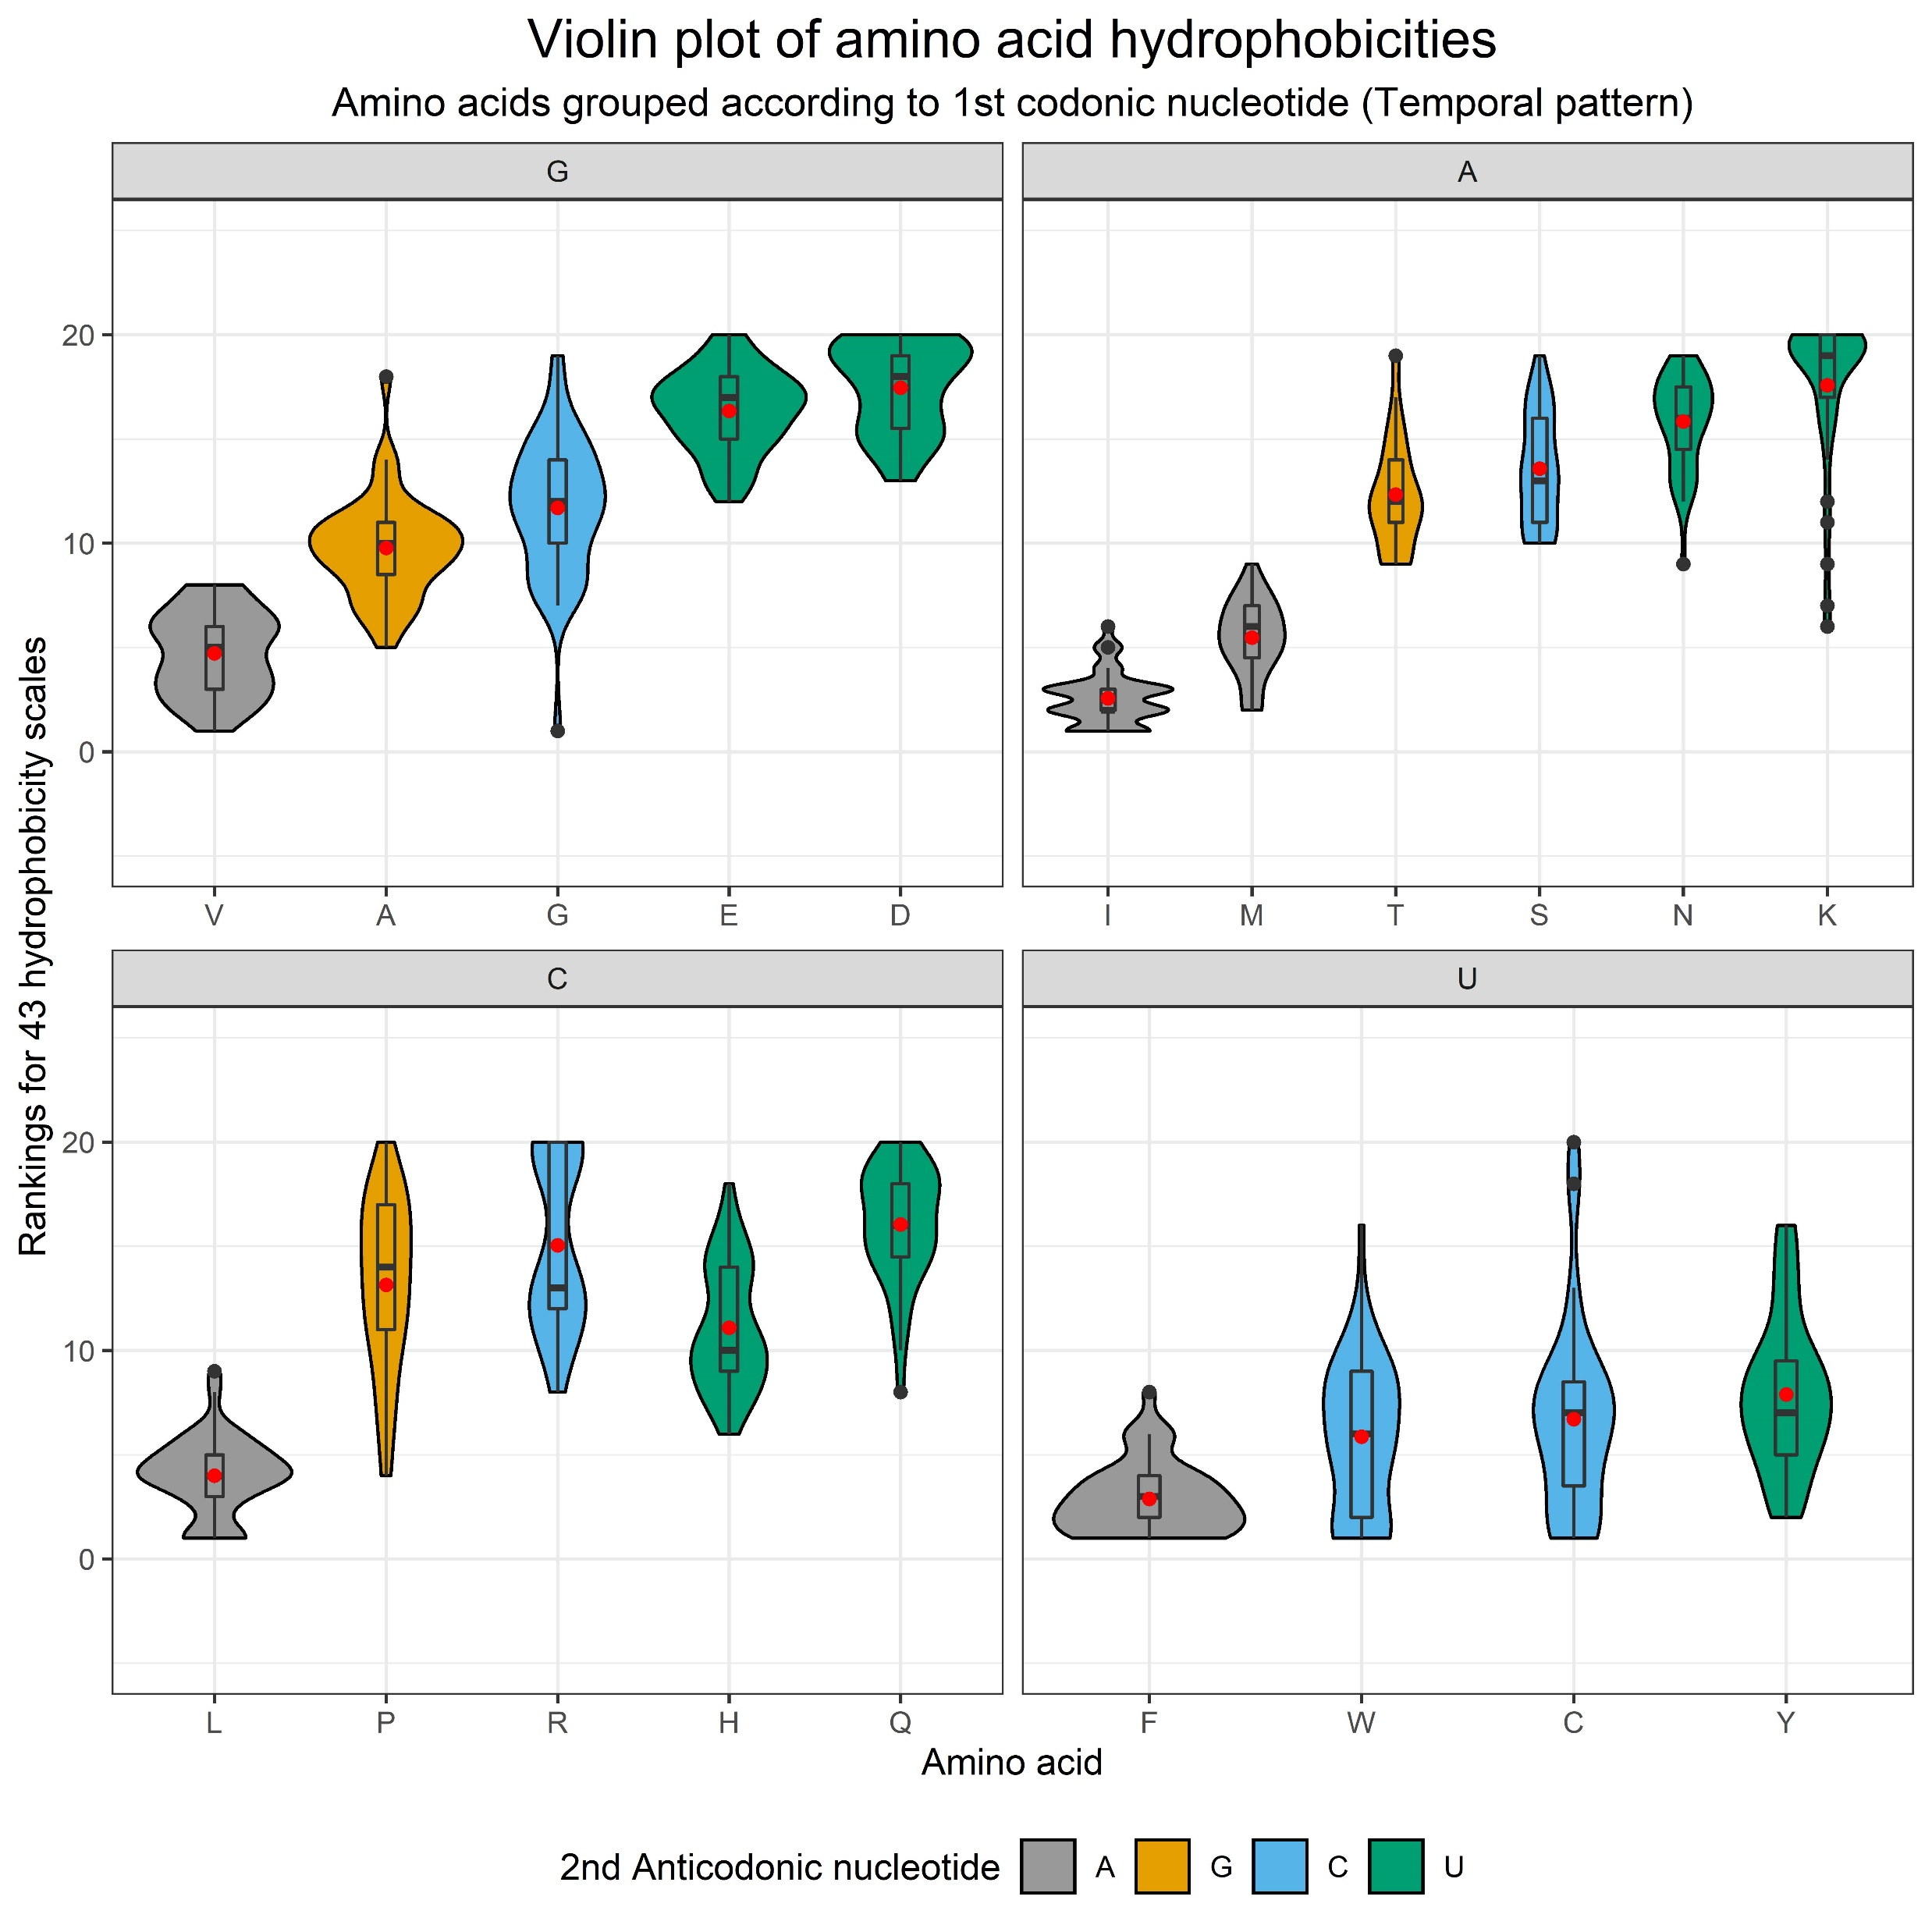 Violin plot of amino acid hydrophobicities
Amino acids grouped according to 1st codonic nucleotide (Temporal pattern)
G
A
20
10
0
V A G E D
I M T S N K
Rankings for 43 hydrophobicity scales
C
U
20
10
0
L P R H Q
F W C Y
Amino acid
2nd Anticodonic nucleotide A G C U